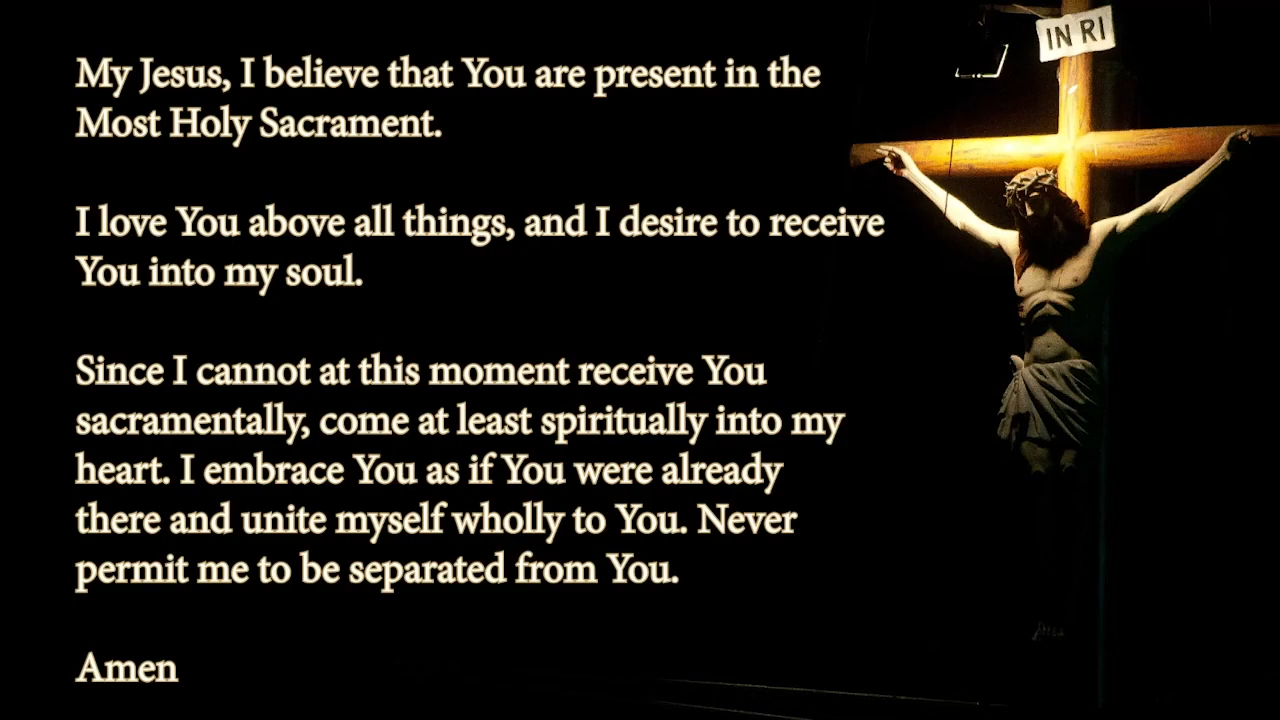 IN RI
My Jesus, I believe that You are present in the
Most Holy Sacrament.
I love You above all things, and I desire to receive
You into my soul.
Since I cannot at this moment receive You
sacramentally, come at least spiritually into my
heart. I embrace You as if You were already
there and unite myself wholly to You. Never
permit me to be separated from You.
Amen